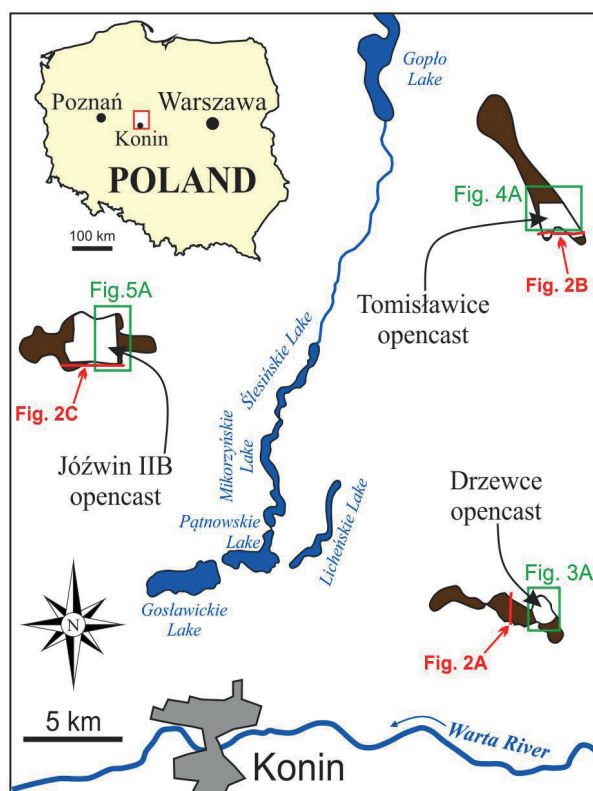 Gopło
Lake
Poznań
Warszawa
Konin
POLAND
100 km
Fig. 4A
Fig. 2B
Tomisławice
opencast
Fig.5A
Fig. 2C
Ślesińskie Lake
Jóźwin IIB
opencast
Mikorzyńskie
Lake
Drzewce
opencast
Pątnowskie
Lake
Licheńskie Lake
Gosławickie
Lake
Fig. 3A
Fig. 2A
N
5 km
Warta River
Konin